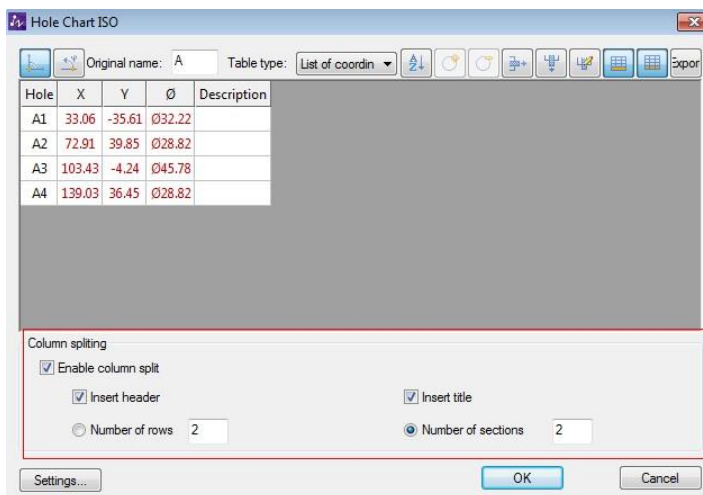 Hole Chart ISO
Original name: A Table type: List of coordin Expor
Hole X Y Ø Description
A1 33.06 -35.61 Ø32.22
A2 72.91 39.85 Ø28.82
A3 103.43 -4.24 Ø45.78
A4 139.03 36.45 Ø28.82
Column spliting
Enable column split
Insert header Insert title
Number of rows 2 Number of sections 2
Settings... OK Cancel